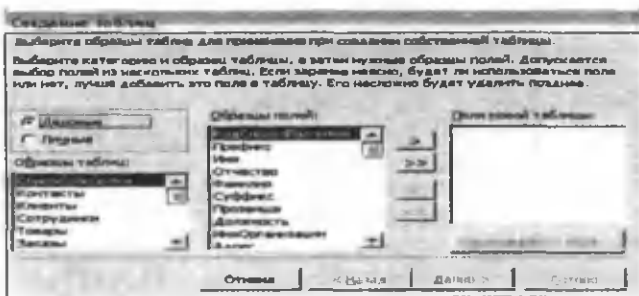 Создание таблиц
Выберите образцы таблиц для применения при создании собственной таблицы.
Выберите категорию и образец таблицы, а затем нужные образцы полей. Допускается
выбор полей из нескольких таблиц. Если заранее неясно, будет ли использоваться поле
или нет, лучше добавить это поле в таблицу. Его несложно будет удалить позднее.
Деловые
Личные
Образцы таблиц:
Контакты
Клиенты
Сотрудники
Товары
Заказы
Образцы полей:
Префикс
Имя
Отчество
Фамилия
Суффикс
Прозвище
Должность
ИмяОрганизации
Адрес
>
>>
Поля новой таблицы:
Отмена
< Назад
Далее >
Готово